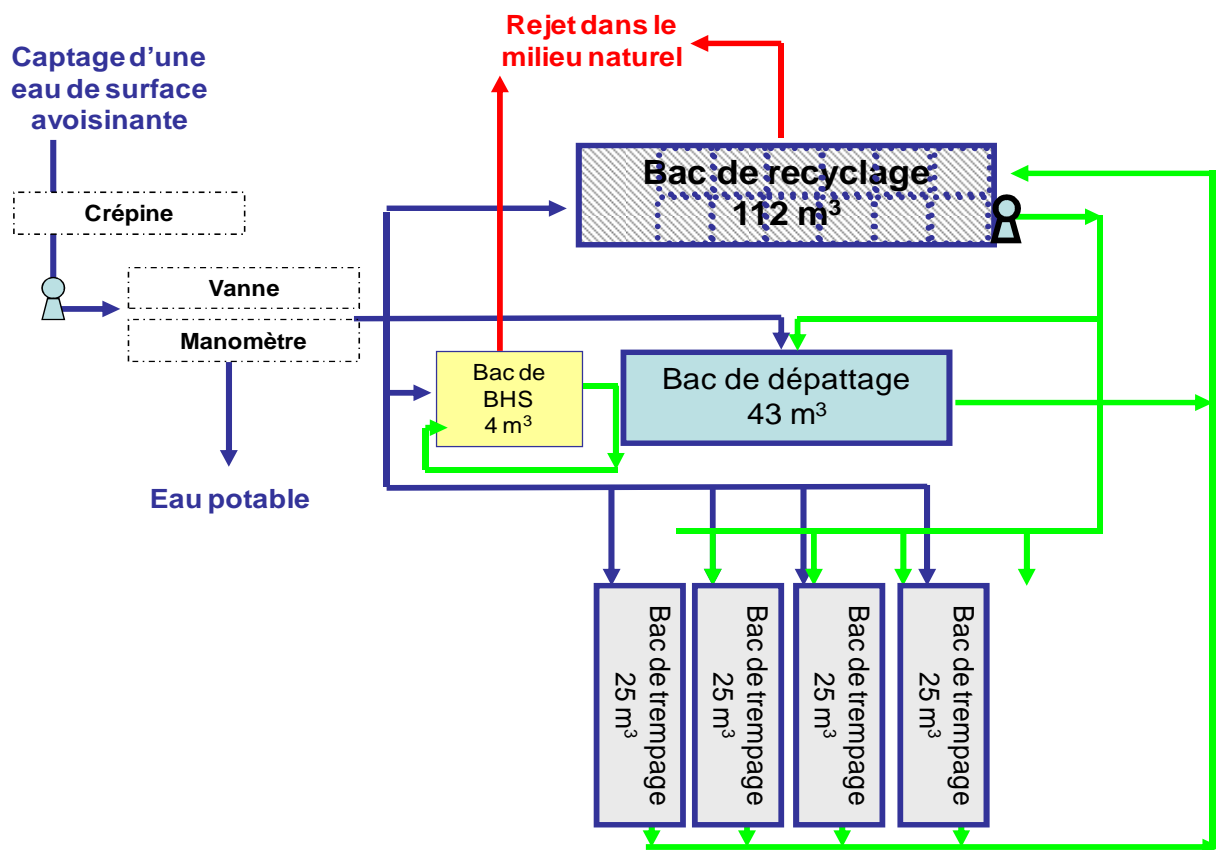 Rejet dans le
milieu naturel
Captage d’une
eau de surface
avoisinante
Bac de recyclage
112 m³
Crépine
Vanne
Manomètre
Bac de
BHS
4 m³
Bac de dépattage
43 m³
Eau potable
Bac de trempage
25 m³
Bac de trempage
25 m³
Bac de trempage
25 m³
Bac de trempage
25 m³